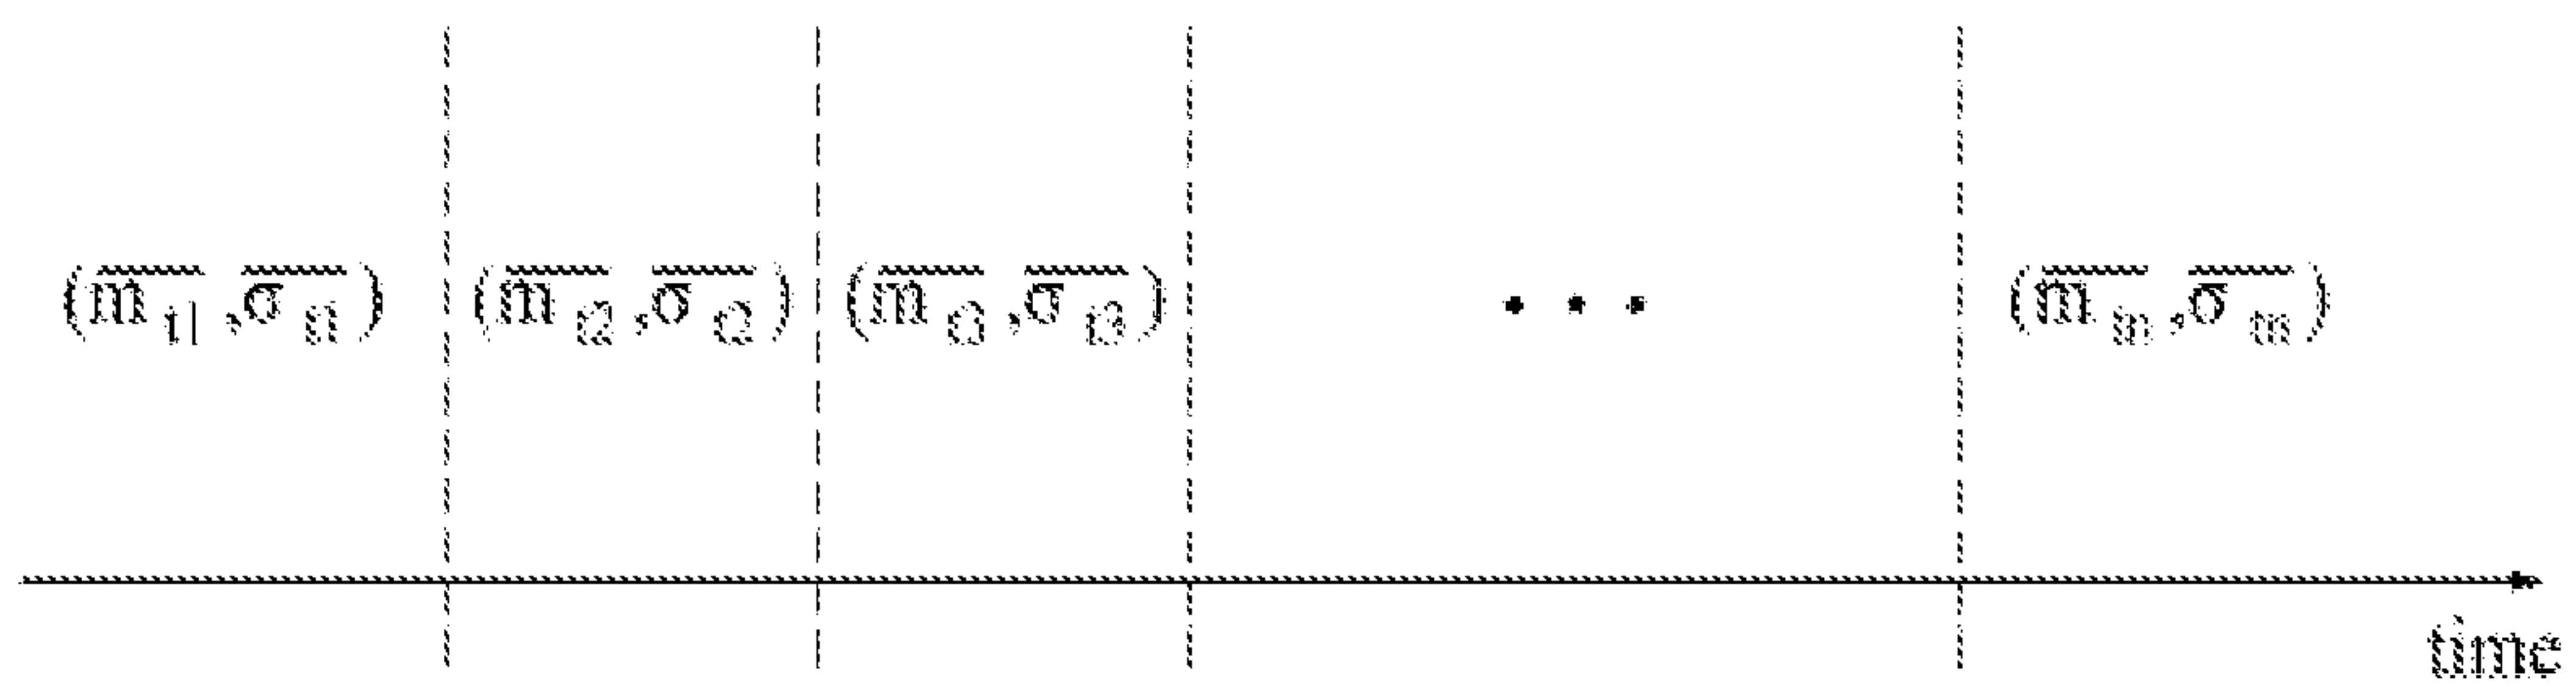 (m̅ t1 , σ̅ t1) (m̅ t2 , σ̅ t2) (m̅ t3 , σ̅ t3) • • • (m̅ tn , σ̅ tn)
time